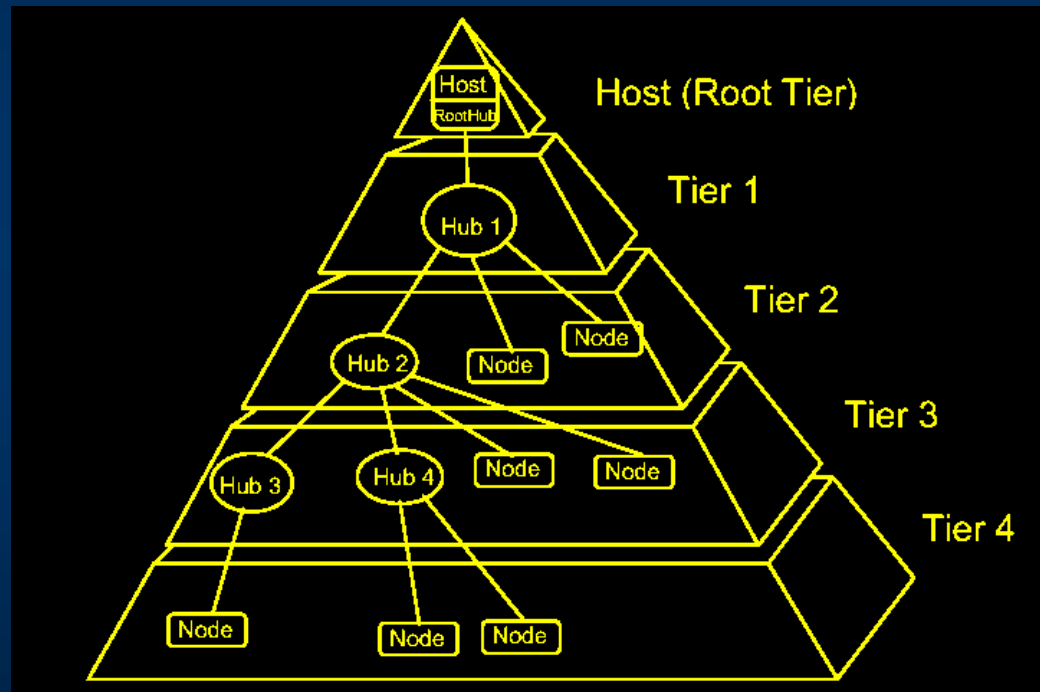 Host
RootHub
Host (Root Tier)
Tier 1
Hub 1
Tier 2
Node
Hub 2
Node
Tier 3
Hub 3
Hub 4
Node
Node
Tier 4
Node
Node
Node